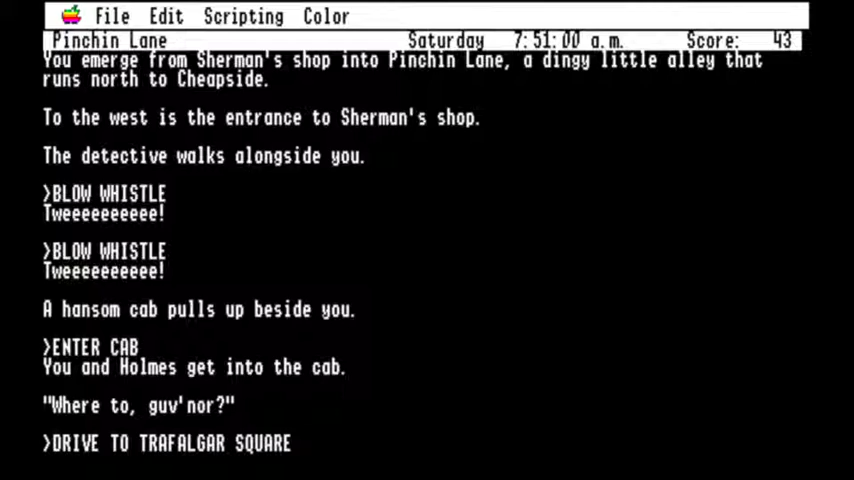 File Edit Scripting Color
Pinchin Lane Saturday 7:51:00 a.m. Score: 43
You emerge from Sherman's shop into Pinchin Lane, a dingy little alley that
runs north to Cheapside.
To the west is the entrance to Sherman's shop.
The detective walks alongside you.
>BLOW WHISTLE
Tweeeeeeeeee!
>BLOW WHISTLE
Tweeeeeeeeee!
A hansom cab pulls up beside you.
>ENTER CAB
You and Holmes get into the cab.
"Where to, guv'nor?"
>DRIVE TO TRAFALGAR SQUARE